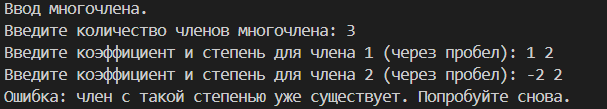 Ввод многочлена.
Введите количество членов многочлена: 3
Введите коэффициент и степень для члена 1 (через пробел): 1 2
Введите коэффициент и степень для члена 2 (через пробел): -2 2
Ошибка: член с такой степенью уже существует. Попробуйте снова.